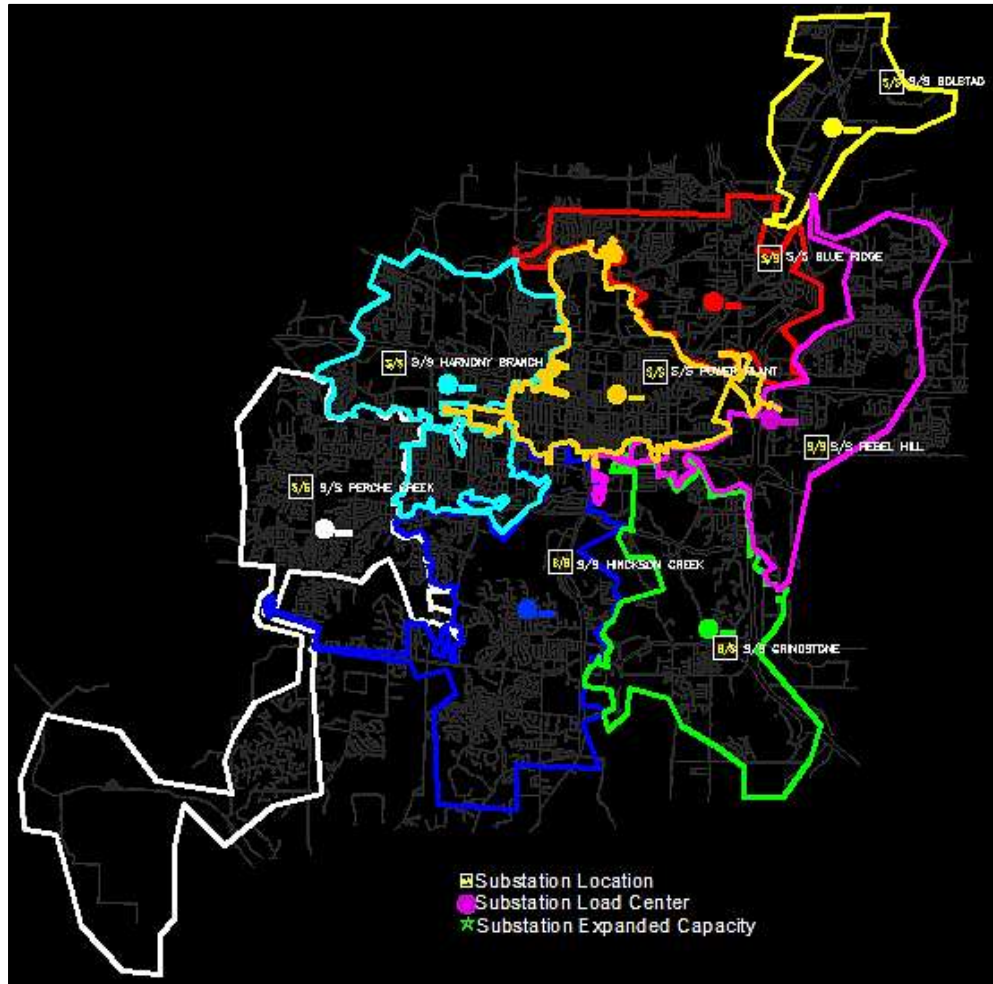 S/S S/S BOLSTAD
S/S S/S BLUE RIDGE
S/S S/S HARMONY BRANCH
S/S S/S POWER PLANT
S/S S/S REBEL HILL
S/S S/S PERCHE CREEK
S/S S/S HINCKSON CREEK
S/S S/S GRINDSTONE
Substation Location
Substation Load Center
Substation Expanded Capacity